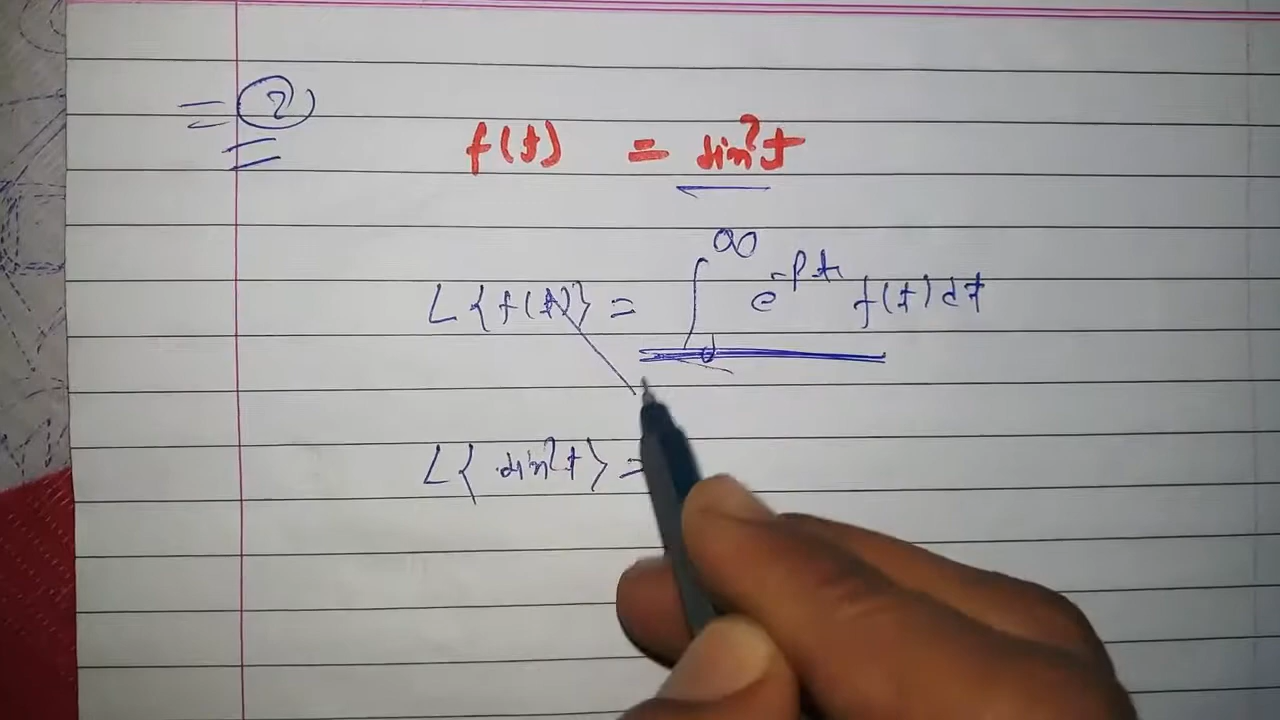 2
f(t) = sin²t
L{f(t)} = ∫₀^∞ e^{-pt} f(t) dt
L{sin²t} =